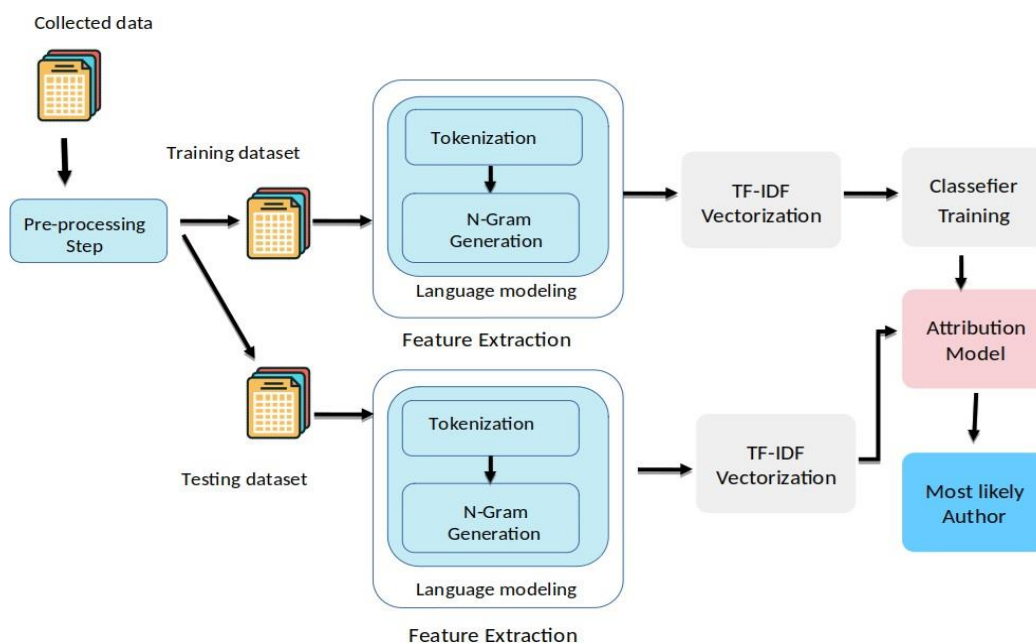 Collected data
Pre-processing
Step
Training dataset
Tokenization
N-Gram
Generation
Language modeling
Feature Extraction
TF-IDF
Vectorization
Classefier
Training
Attribution
Model
Most likely
Author
Testing dataset
Tokenization
N-Gram
Generation
Language modeling
Feature Extraction
TF-IDF
Vectorization